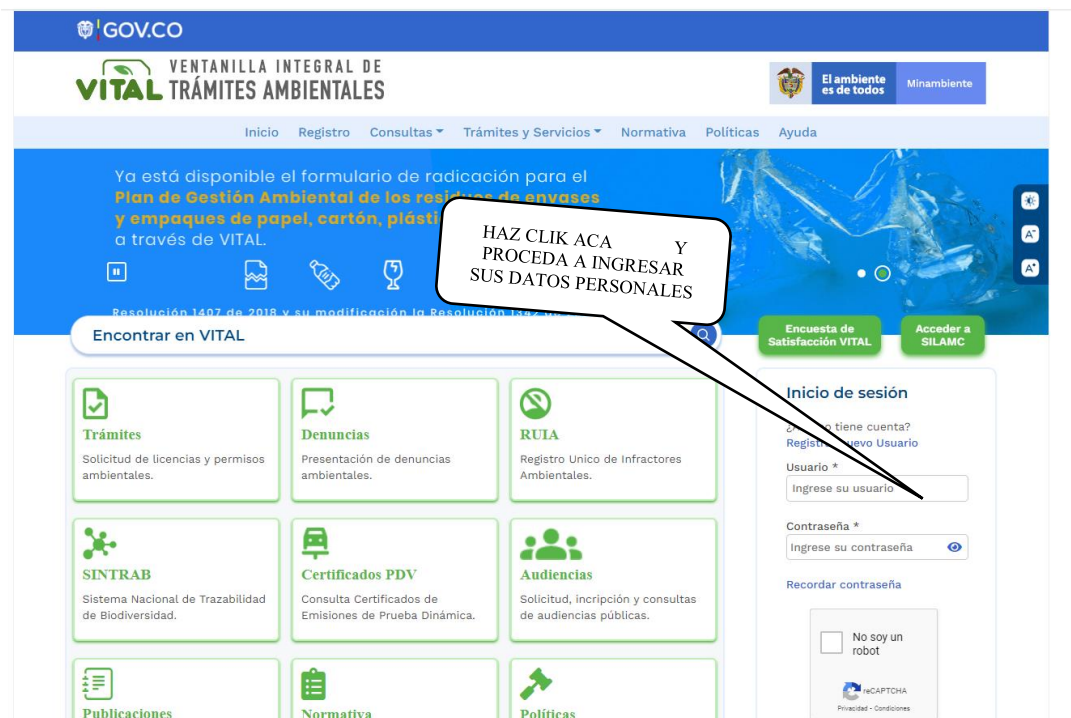 GOV.CO
VITAL
VENTANILLA INTEGRAL DE
TRÁMITES AMBIENTALES
El ambiente
es de todos
Minambiente
Inicio Registro Consultas Trámites y Servicios Normativa Políticas Ayuda
Ya está disponible el formulario de radicación para el
Plan de Gestión Ambiental de los residuos de envases
y empaques de papel, cartón,
a través de VITAL.
HAZ CLIK ACA Y
PROCEDA A INGRESAR
SUS DATOS PERSONALES
A-
A+
Resolución 1407 de 2018 y su modificación la Resolución 1342
Encontrar en VITAL
Encuesta de
Satisfacción VITAL
Acceder a
SILAMC
Trámites
Solicitud de licencias y permisos
ambientales.
Denuncias
Presentación de denuncias
ambientales.
RUIA
Registro Unico de Infractores
Ambientales.
SINTRAB
Sistema Nacional de Trazabilidad
de Biodiversidad.
Certificados PDV
Consulta Certificados de
Emisiones de Prueba Dinámica.
Audiencias
Solicitud, incripción y consultas
de audiencias públicas.
Publicaciones
Normativa
Políticas
Inicio de sesión
tiene cuenta?
Usuario
Usuario *
Ingrese su usuario
Contraseña *
Ingrese su contraseña
Recordar contraseña
No soy un
robot
reCAPTCHA
Privacidad - Condiciones